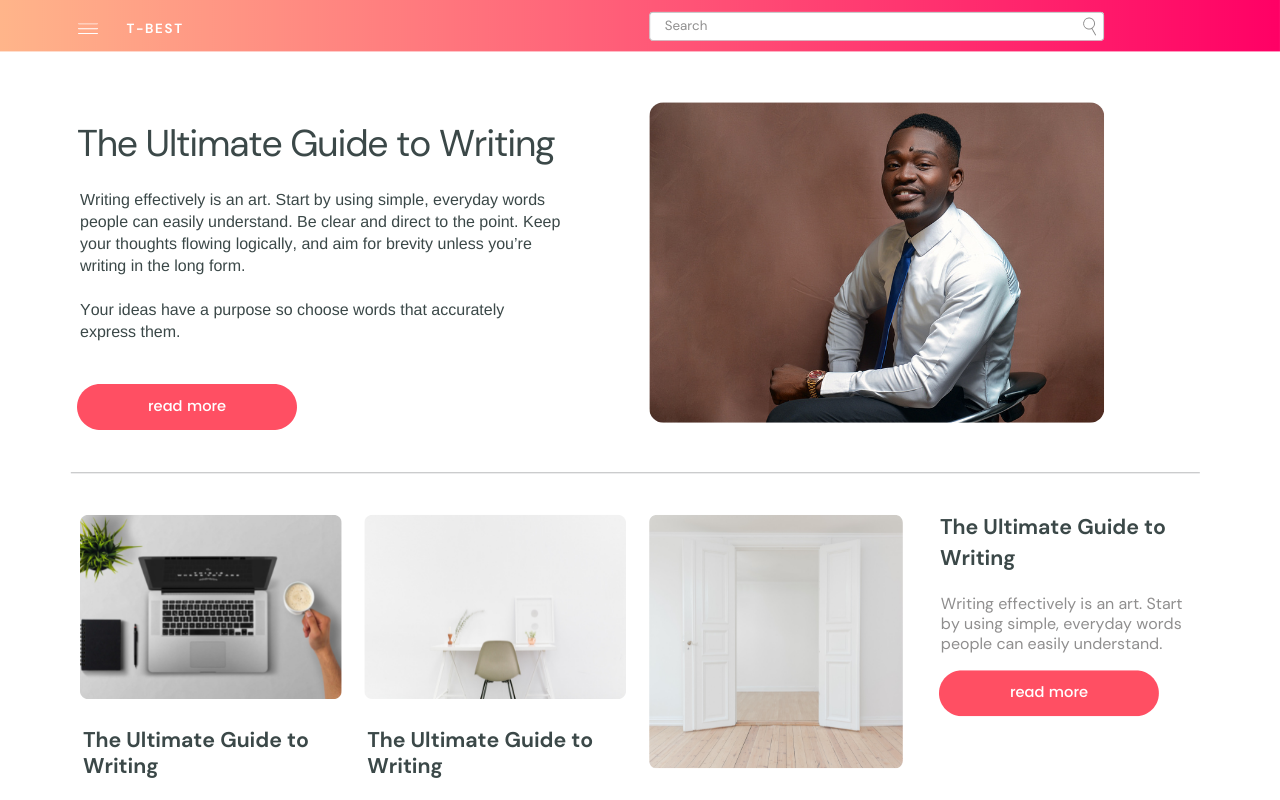 T-BEST
Search
The Ultimate Guide to Writing
Writing effectively is an art. Start by using simple, everyday words
people can easily understand. Be clear and direct to the point. Keep
your thoughts flowing logically, and aim for brevity unless you’re
writing in the long form.
Your ideas have a purpose so choose words that accurately
express them.
read more
The Ultimate Guide to
Writing
The Ultimate Guide to
Writing
The Ultimate Guide to
Writing
Writing effectively is an art. Start
by using simple, everyday words
people can easily understand.
read more